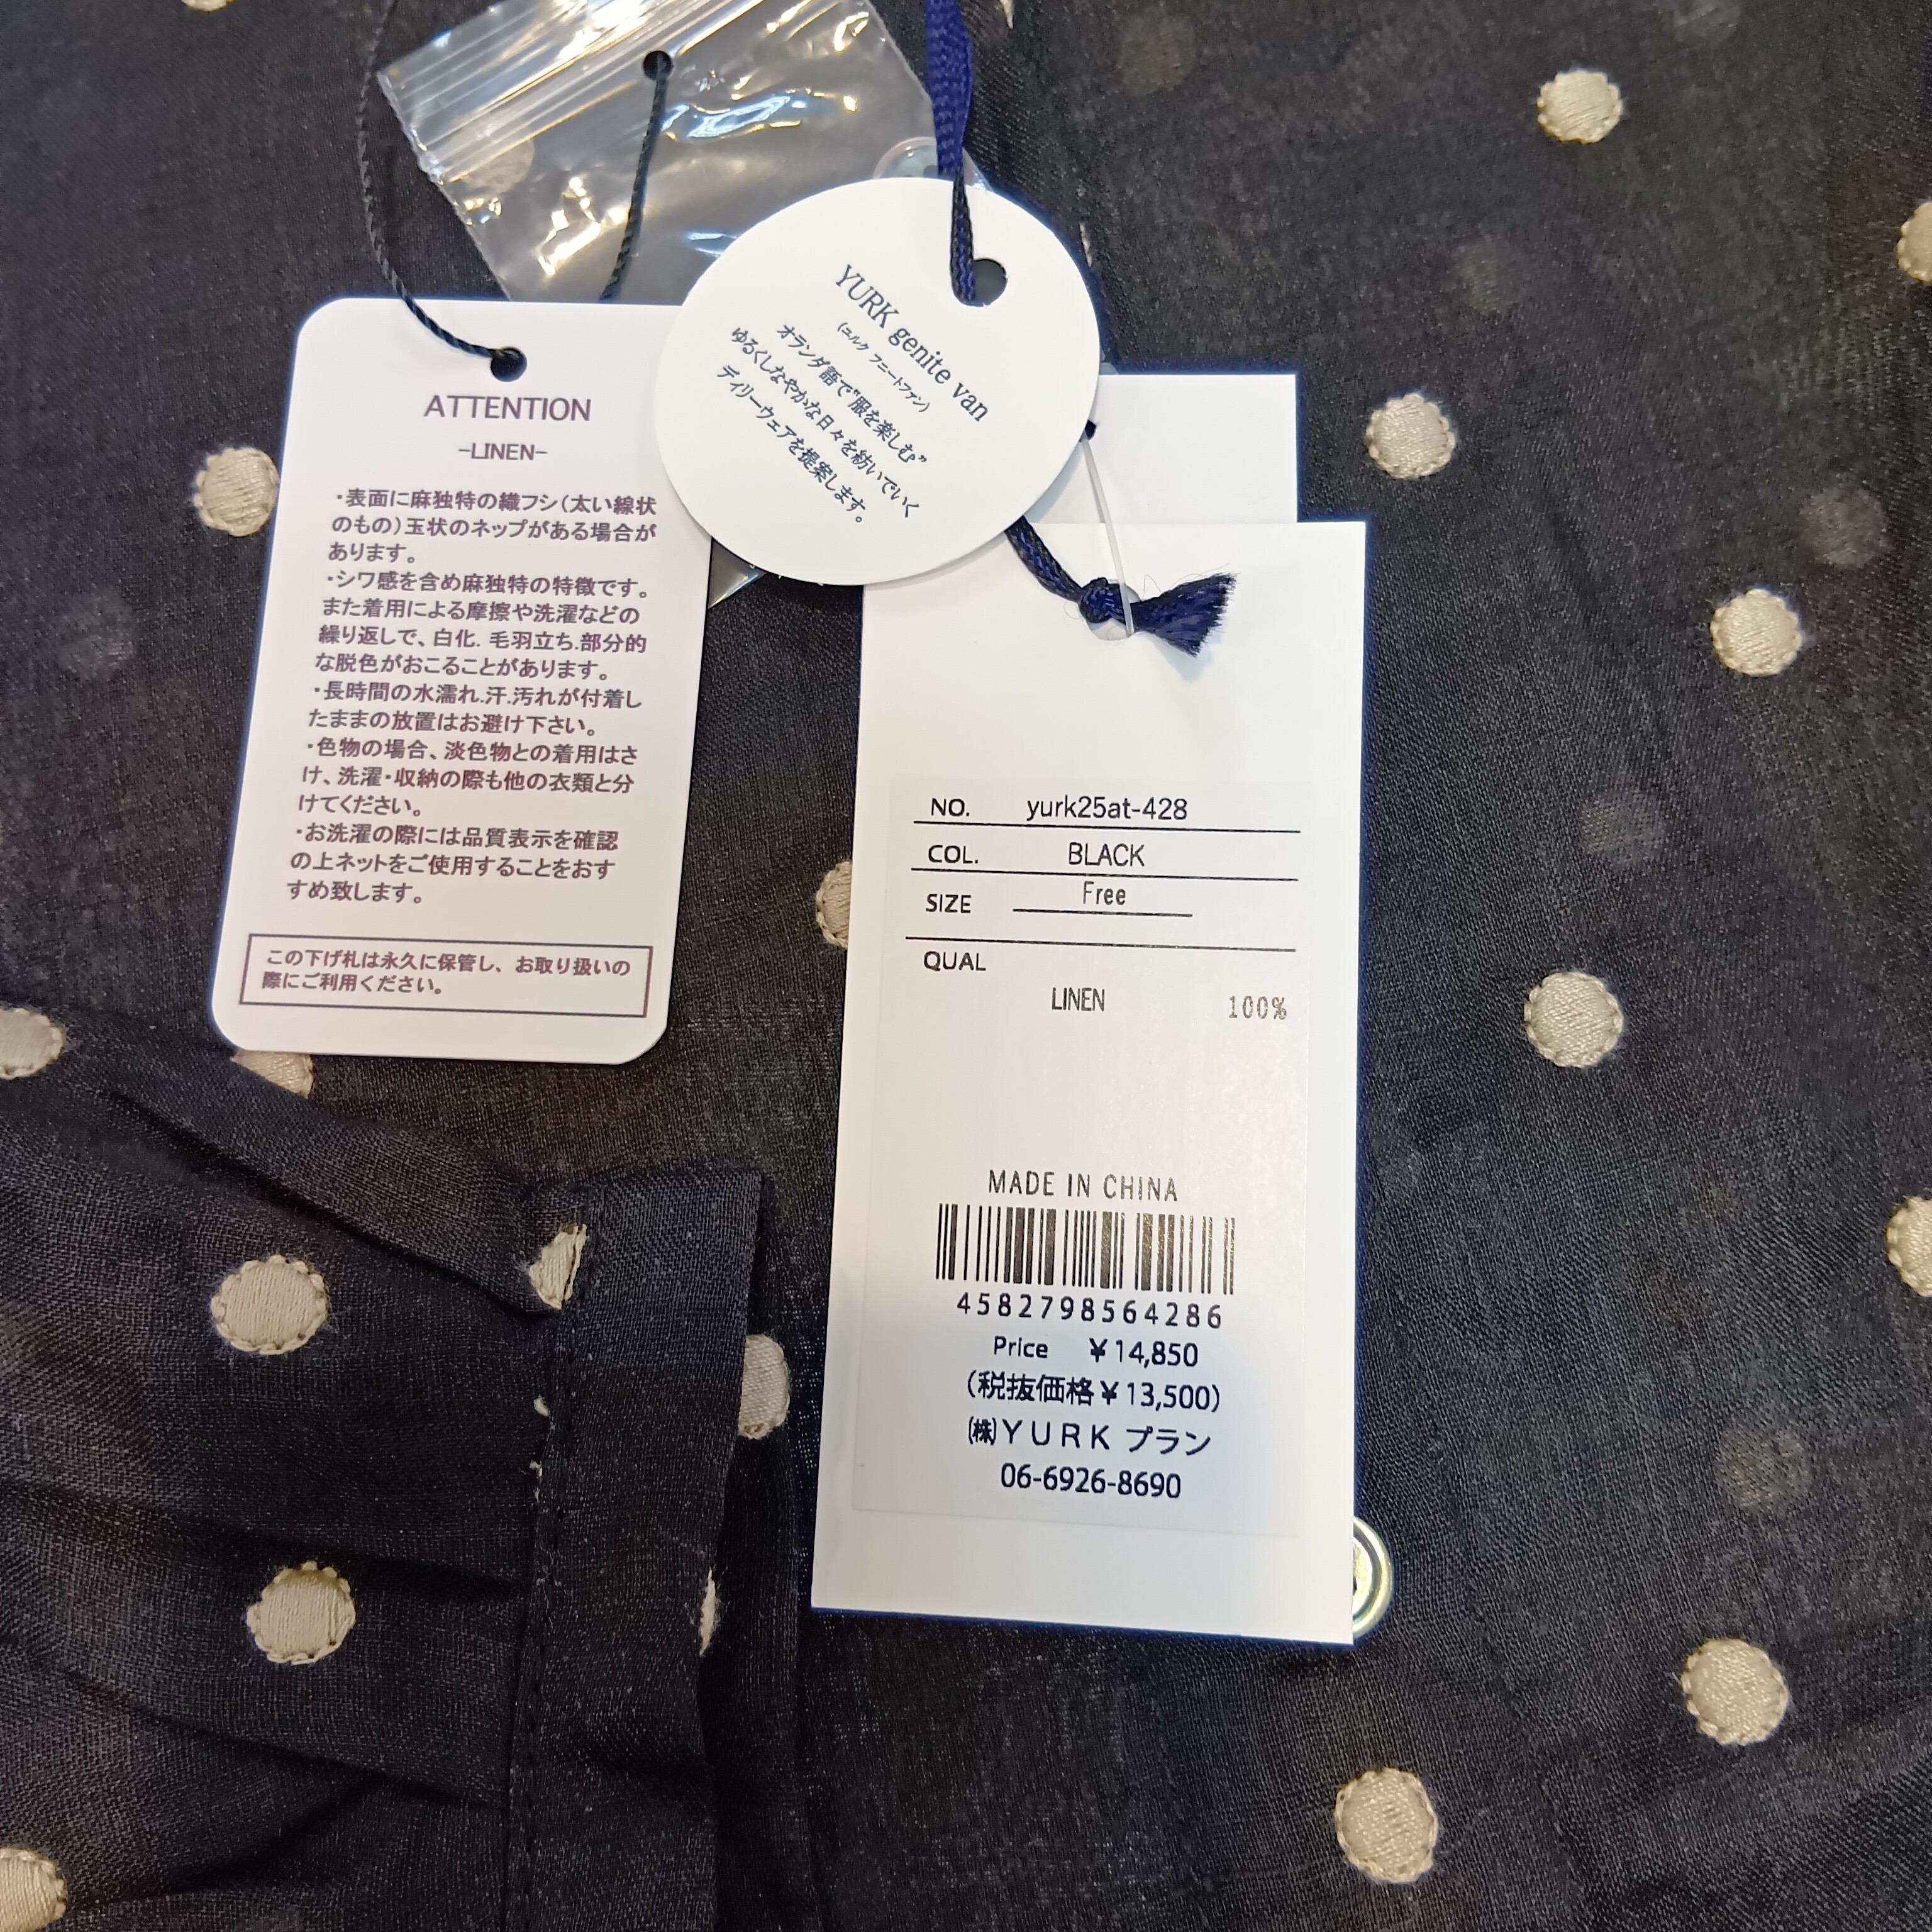 ATTENTION
-LINEN-
・表面に麻独特の織フシ(太い線状
のもの)玉状のネップがある場合が
あります。
・シワ感を含め麻独特の特徴です。
また着用による摩擦や洗濯などの
繰り返しで、白化.毛羽立ち.部分的
な脱色がおこることがあります。
・長時間の水濡れ.汗.汚れが付着し
たままの放置はお避け下さい。
・色物の場合、淡色物との着用はさ
け、洗濯・収納の際も他の衣類と分
けてください。
・お洗濯の際には品質表示を確認
の上ネットをご使用することをおす
すめ致します。
この下げ札は永久に保管し、お取り扱いの
際にご利用ください。
YURK genite van
(ユルク フニートファン)
オランダ語で"服を楽しむ"
ゆるくしなやかな日々を紡いでいく
デイリーウェアを提案します。
NO. yurk25at-428
COL. BLACK
SIZE Free
QUAL
LINEN 100%
MADE IN CHINA
4582798564286
Price ¥14,850
(税抜価格¥13,500)
㈱YURK プラン
06-6926-8690